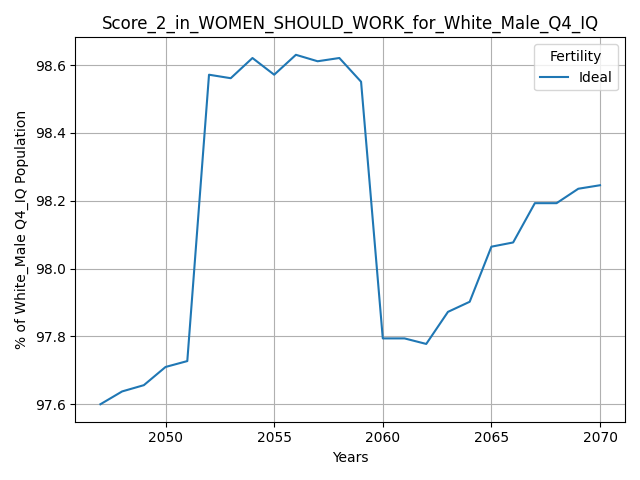 Score_2_in_WOMEN_SHOULD_WORK_for_White_Male_Q4_IQ
Fertility
Ideal
% of White_Male Q4_IQ Population
98.6
98.4
98.2
98.0
97.8
97.6
2050
2055
2060
2065
2070
Years